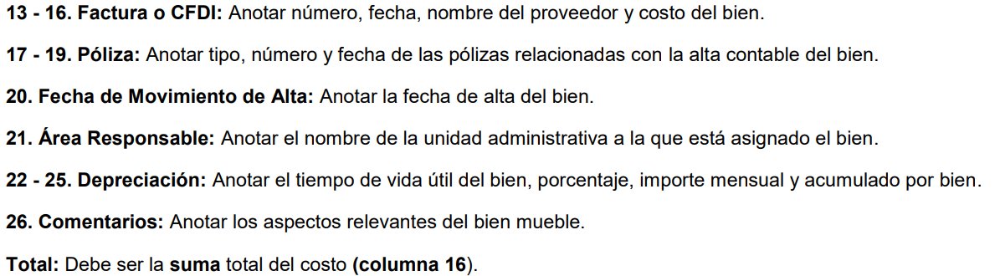 13 - 16. Factura o CFDI: Anotar número, fecha, nombre del proveedor y costo del bien.
17 - 19. Póliza: Anotar tipo, número y fecha de las pólizas relacionadas con la alta contable del bien.
20. Fecha de Movimiento de Alta: Anotar la fecha de alta del bien.
21. Área Responsable: Anotar el nombre de la unidad administrativa a la que está asignado el bien.
22 - 25. Depreciación: Anotar el tiempo de vida útil del bien, porcentaje, importe mensual y acumulado por bien.
26. Comentarios: Anotar los aspectos relevantes del bien mueble.
Total: Debe ser la suma total del costo (columna 16).